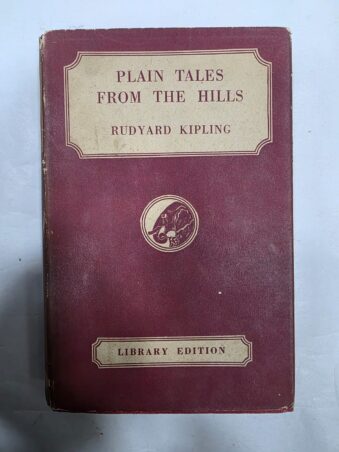 PLAIN TALES
FROM THE HILLS
RUDYARD KIPLING
LIBRARY EDITION